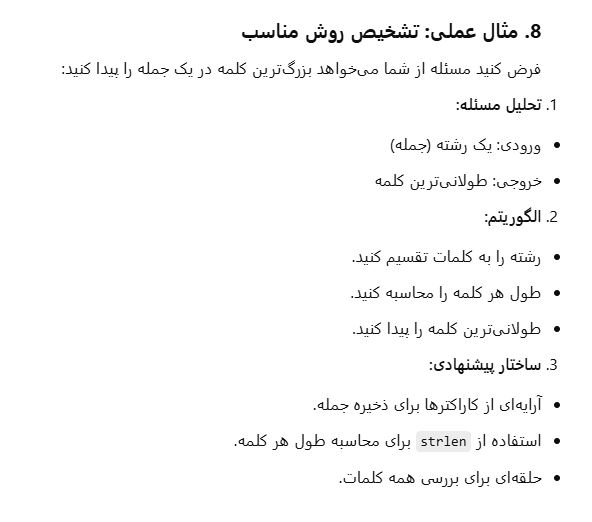 8. مثال عملی: تشخیص روش مناسب
فرض کنید مسئله از شما می‌خواهد بزرگ‌ترین کلمه در یک جمله را پیدا کنید:
1. تحلیل مسئله:
• ورودی: یک رشته (جمله)
• خروجی: طولانی‌ترین کلمه
2. الگوریتم:
• رشته را به کلمات تقسیم کنید.
• طول هر کلمه را محاسبه کنید.
• طولانی‌ترین کلمه را پیدا کنید.
3. ساختار پیشنهادی:
• آرایه‌ای از کاراکترها برای ذخیره جمله.
• استفاده از strlen برای محاسبه طول هر کلمه.
• حلقه‌ای برای بررسی همه کلمات.